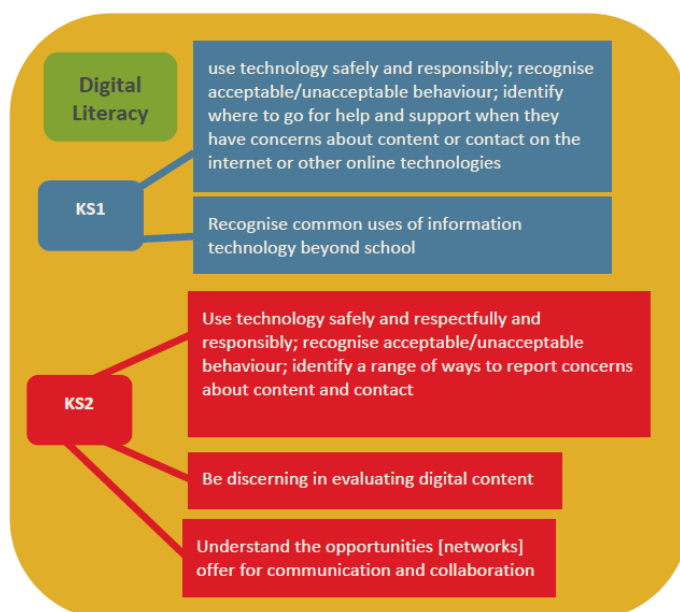 Digital
Literacy
use technology safely and responsibly; recognise
acceptable/unacceptable behaviour; identify
where to go for help and support when they
have concerns about content or contact on the
internet or other online technologies
KS1
Recognise common uses of information
technology beyond school
Use technology safely and respectfully and
responsibly; recognise acceptable/unacceptable
behaviour; identify a range of ways to report concerns
about content and contact
KS2
Be discerning in evaluating digital content
Understand the opportunities [networks]
offer for communication and collaboration